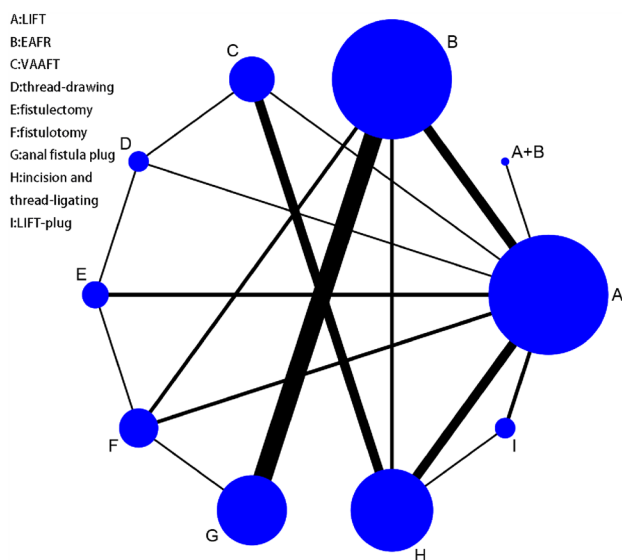 A:LIFT
B:EAFR
C:VAAFT
D:thread-drawing
E:fistulectomy
F:fistulotomy
G:anal fistula plug
H:incision and
thread-ligating
I:LIFT-plug
B
C
A+B
D
E
A
F
I
G
H